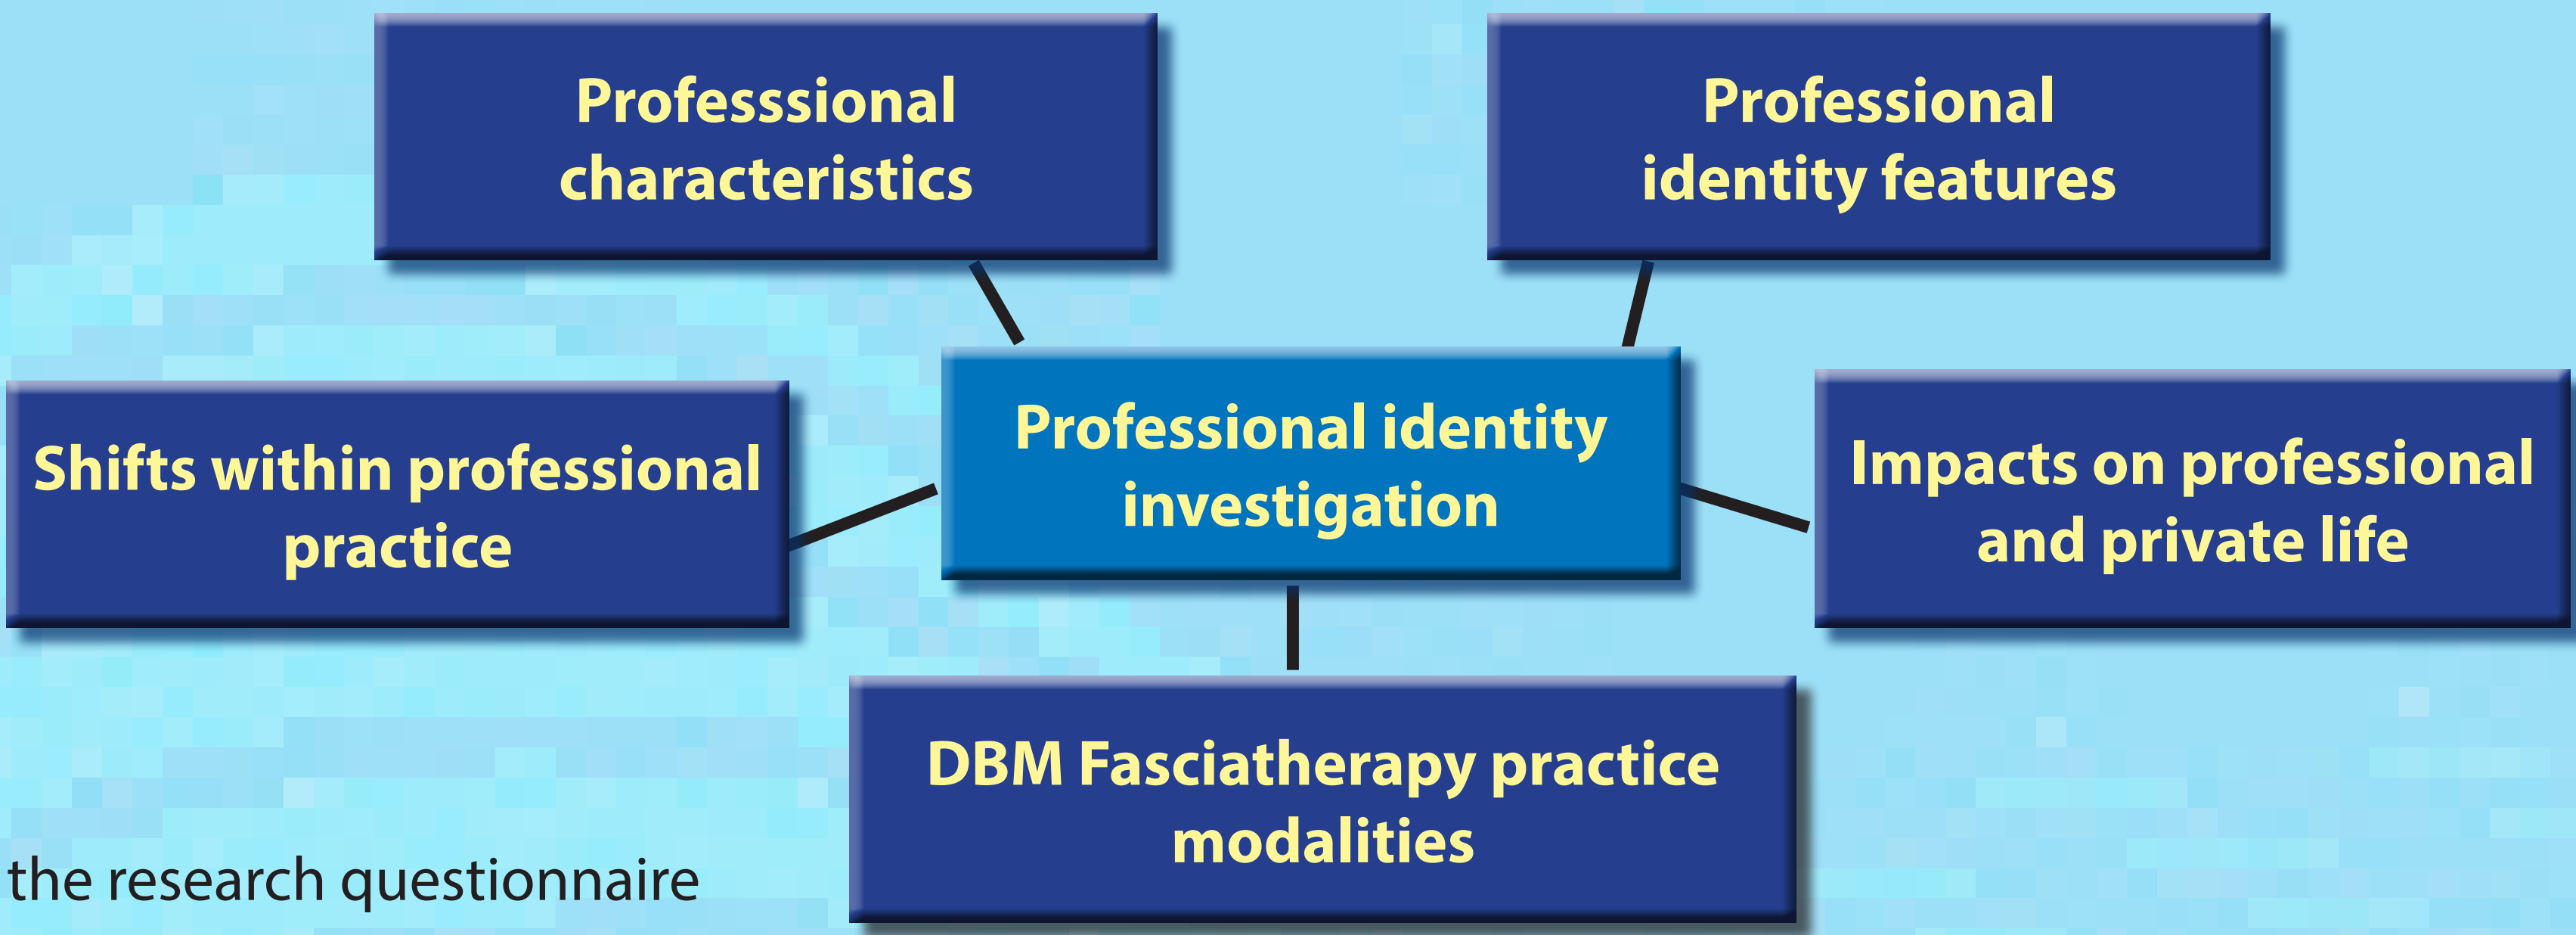 Professsional
characteristics
Professional
identity features
Shifts within professional
practice
Professional identity
investigation
Impacts on professional
and private life
DBM Fasciatherapy practice
modalities
the research questionnaire